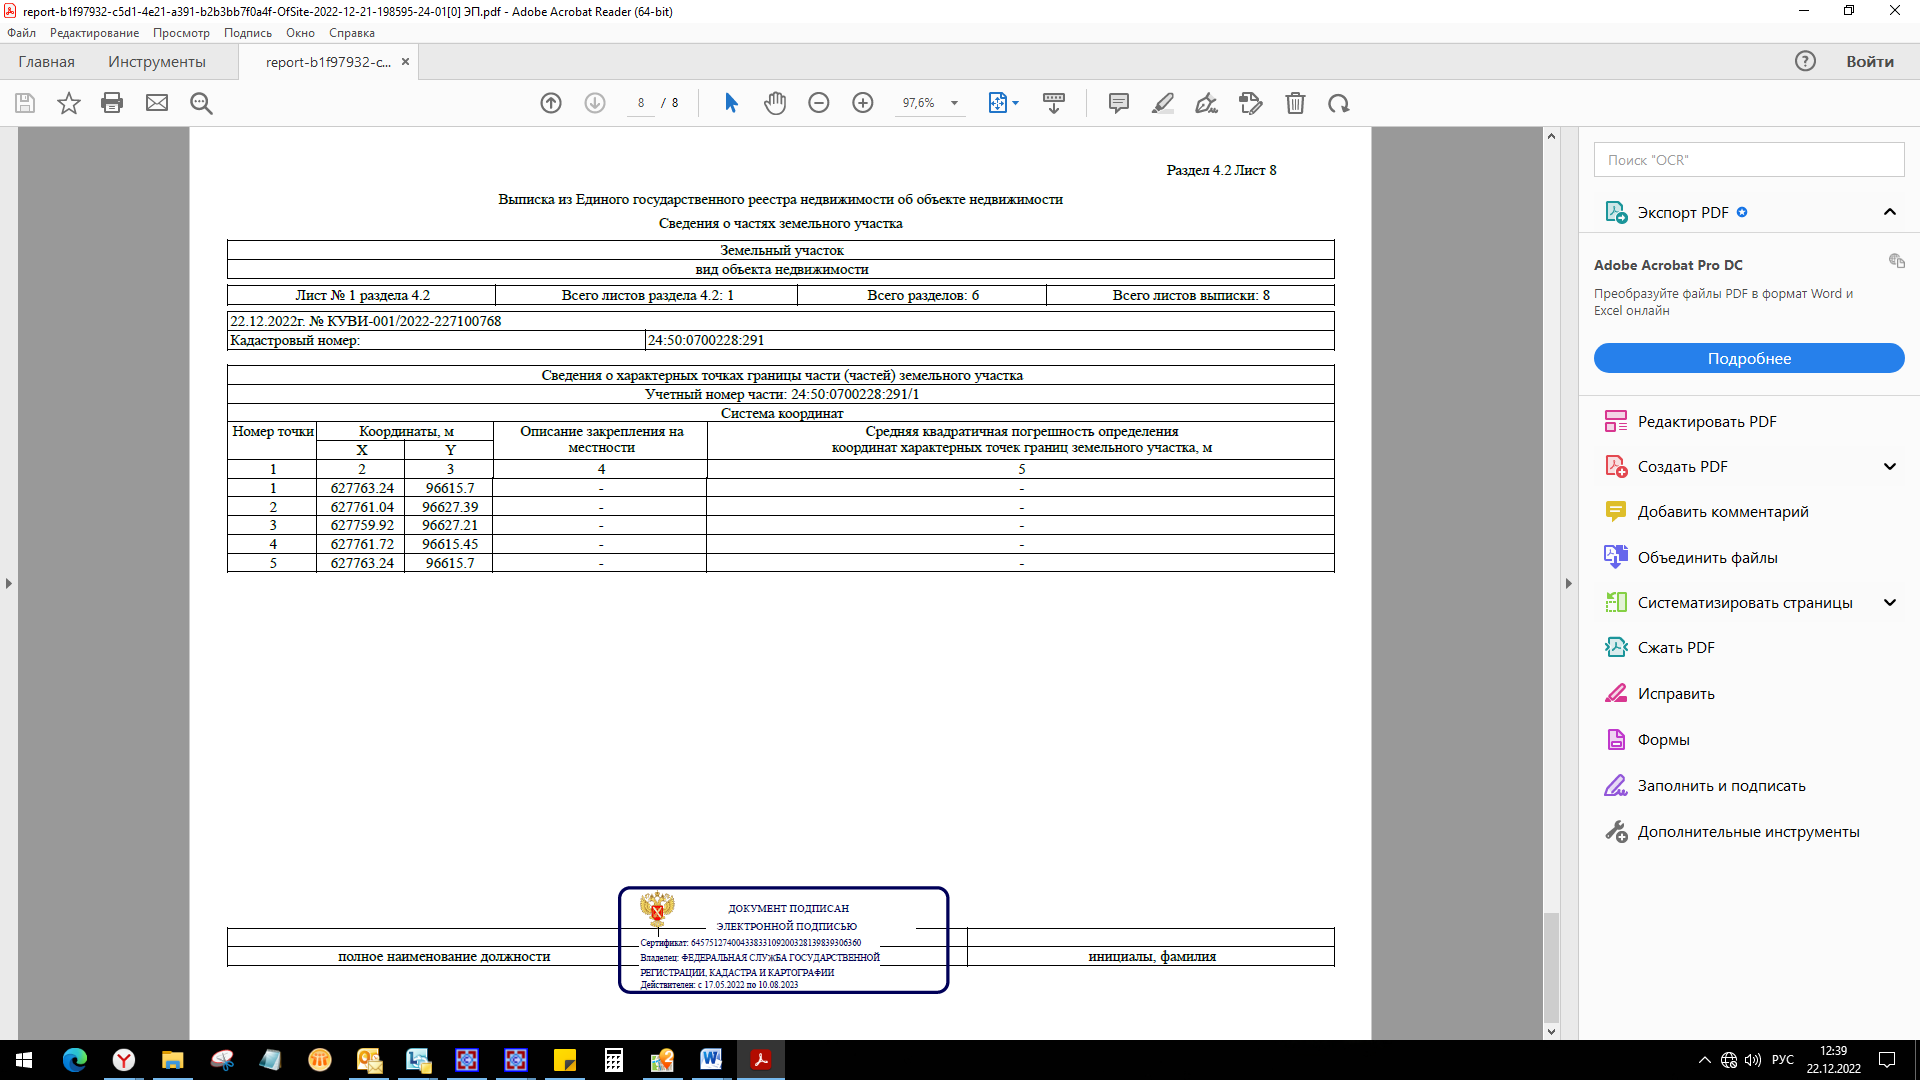 report-b1f97932-c5d1-4e21-a391-b2b3bb7f0a4f-OfSite-2022-12-21-198595-24-01[0] ЭП.pdf - Adobe Acrobat Reader (64-bit)
Файл Редактирование Просмотр Подпись Окно Справка
Главная Инструменты report-b1f97932-c... Войти
8 / 8 97,6%
Раздел 4.2 Лист 8
Выписка из Единого государственного реестра недвижимости об объекте недвижимости
Сведения о частях земельного участка
Земельный участок
вид объекта недвижимости
Лист № 1 раздела 4.2 Всего листов раздела 4.2: 1 Всего разделов: 6 Всего листов выписки: 8
22.12.2022г. № КУВИ-001/2022-227100768
Кадастровый номер: 24:50:0700228:291
Сведения о характерных точках границы части (частей) земельного участка
Учетный номер части: 24:50:0700228:291/1
Система координат
Номер точки Координаты, м Описание закрепления на местности Средняя квадратичная погрешность определения
координат характерных точек границ земельного участка, м
X Y
1 2 3 4 5
1 627763.24 96615.7 - -
2 627761.04 96627.39 - -
3 627759.92 96627.21 - -
4 627761.72 96615.45 - -
5 627763.24 96615.7 - -
ДОКУМЕНТ ПОДПИСАН
ЭЛЕКТРОННОЙ ПОДПИСЬЮ
Сертификат: 64575127400433833109200328139839306360
Владелец: ФЕДЕРАЛЬНАЯ СЛУЖБА ГОСУДАРСТВЕННОЙ
РЕГИСТРАЦИИ, КАДАСТРА И КАРТОГРАФИИ
Действителен: с 17.05.2022 по 10.08.2023
полное наименование должности инициалы, фамилия
Поиск "OCR"
Экспорт PDF
Adobe Acrobat Pro DC
Преобразуйте файлы PDF в формат Word и
Excel онлайн
Подробнее
Редактировать PDF
Создать PDF
Добавить комментарий
Объединить файлы
Систематизировать страницы
Сжать PDF
Исправить
Формы
Заполнить и подписать
Дополнительные инструменты
РУС 12:39
22.12.2022